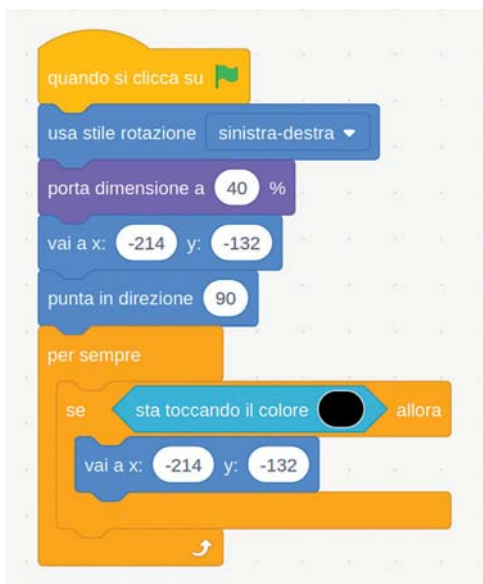 quando si clicca su
usa stile rotazione sinistra-destra
porta dimensione a 40 %
vai a x: -214 y: -132
punta in direzione 90
per sempre
se sta toccando il colore allora
vai a x: -214 y: -132